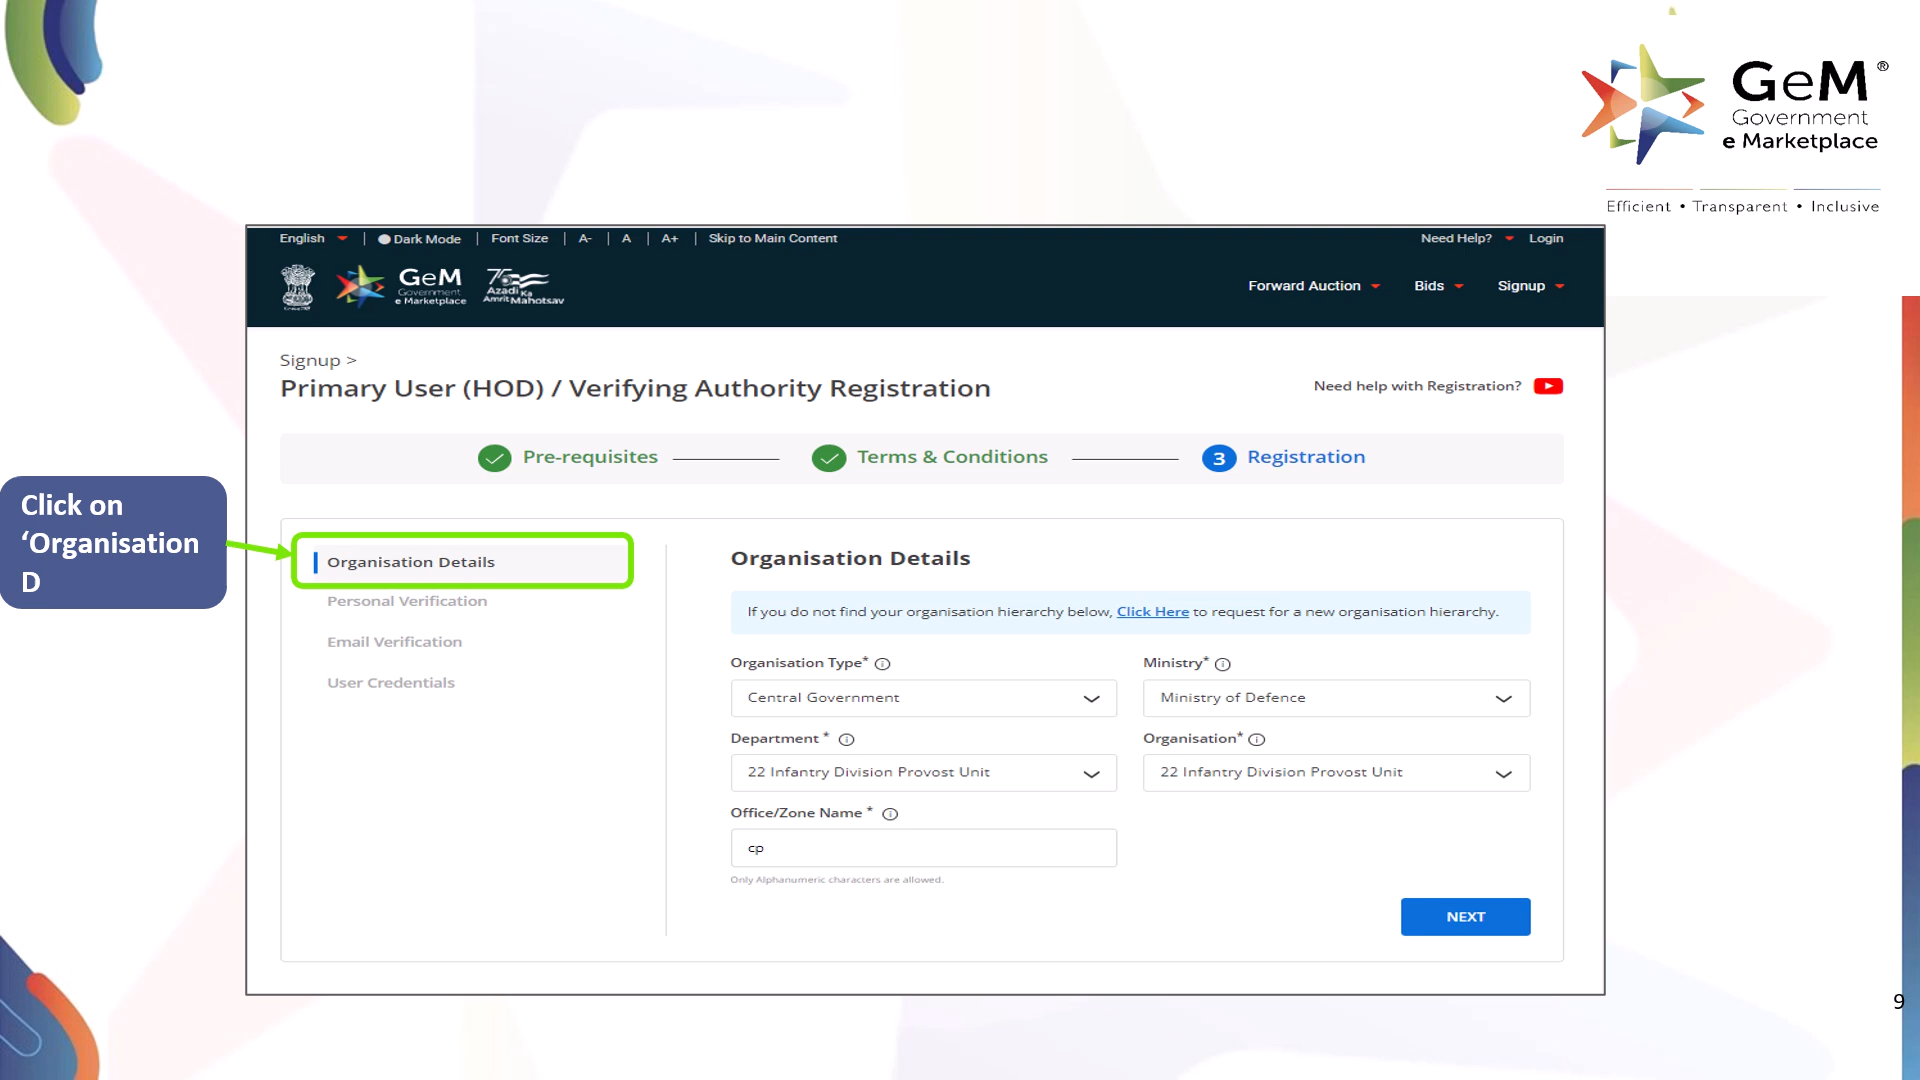 GeM®
Government
e Marketplace
Efficient • Transparent • Inclusive
English | Dark Mode | Font Size | A- | A | A+ | Skip to Main Content
Need Help? Login
GeM
Government
e Marketplace
75
Azadi Ka
Amrit Mahotsav
Forward Auction Bids Signup
Signup >
Primary User (HOD) / Verifying Authority Registration
Need help with Registration?
Pre-requisites
Terms & Conditions
3 Registration
Click on
‘Organisation
D
Organisation Details
Personal Verification
Email Verification
User Credentials
Organisation Details
If you do not find your organisation hierarchy below, Click Here to request for a new organisation hierarchy.
Organisation Type*
Ministry*
Central Government
Ministry of Defence
Department *
Organisation*
22 Infantry Division Provost Unit
22 Infantry Division Provost Unit
Office/Zone Name *
cp
Only Alphanumeric characters are allowed.
NEXT
9